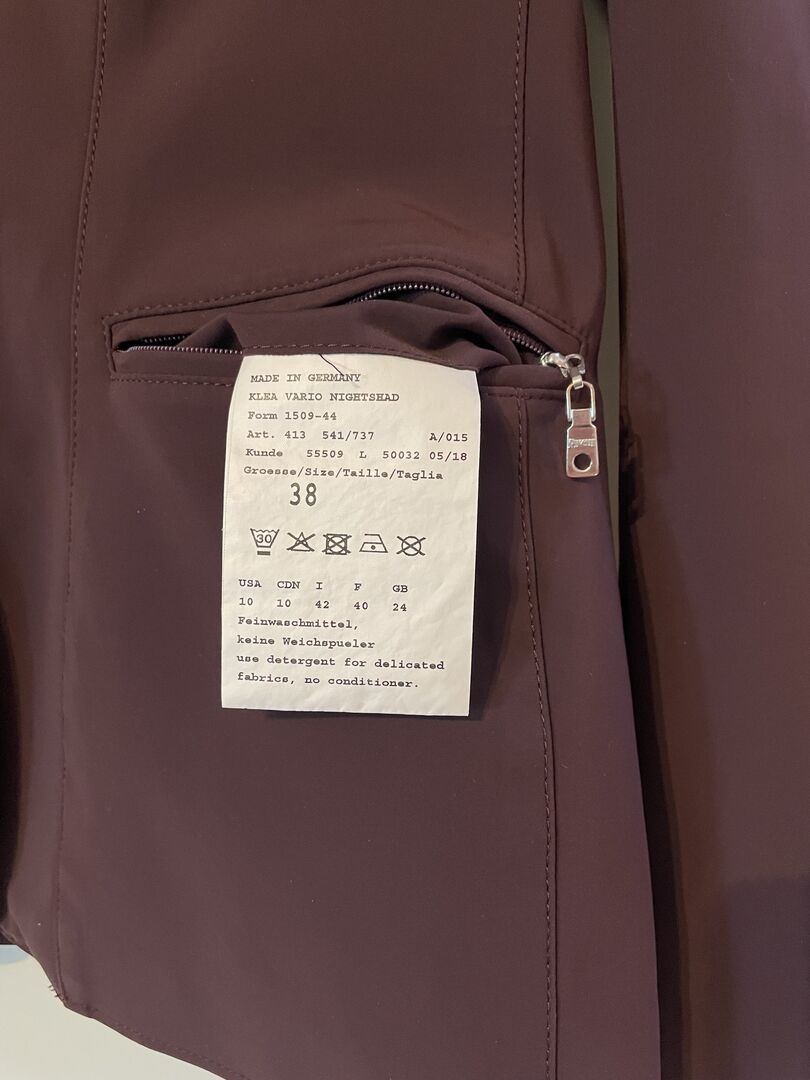 MADE IN GERMANY
KLEA VARIO NIGHTSHAD
Form 1509-44
Art. 413 541/737 A/015
Kunde 55509 L 50032 05/18
Groesse/Size/Taille/Taglia
38
30
USA CDN I F GB
10 10 42 40 24
Feinwaschmittel,
keine Weichspueler
use detergent for delicated
fabrics, no conditioner.